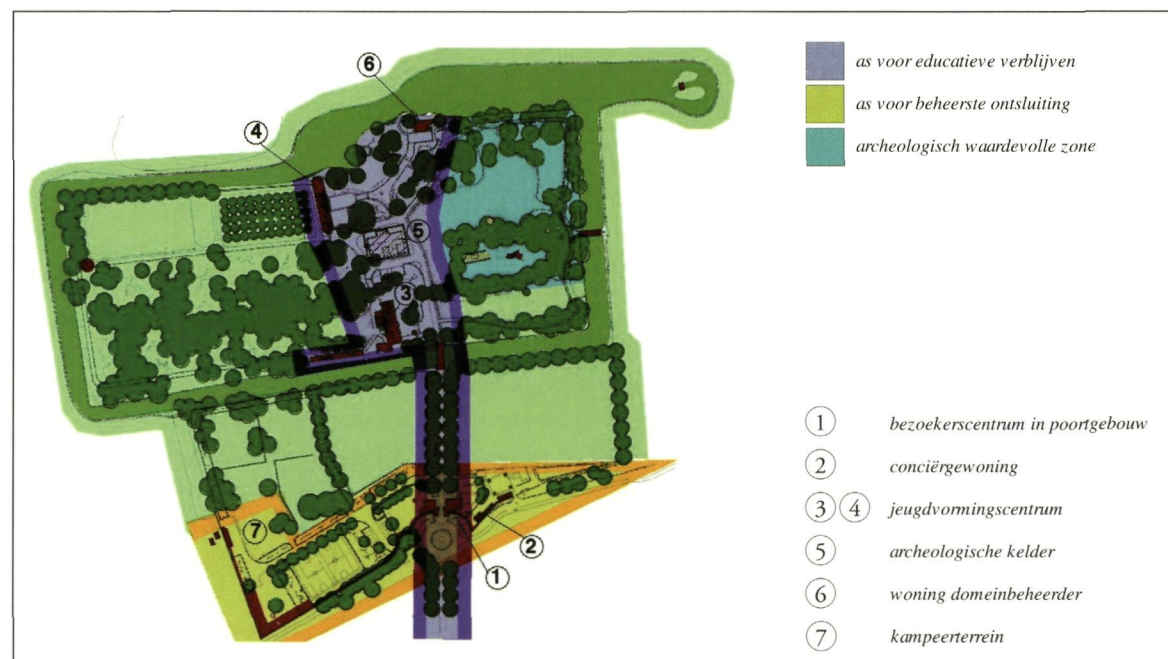 6
4
5
3
7
2
1
as voor educatieve verblijven
as voor beheerste ontsluiting
archeologisch waardevolle zone
1 bezoekerscentrum in poortgebouw
2 conciërgewoning
3 4 jeugdvormingscentrum
5 archeologische kelder
6 woning domeinbeheerder
7 kampeerterrein